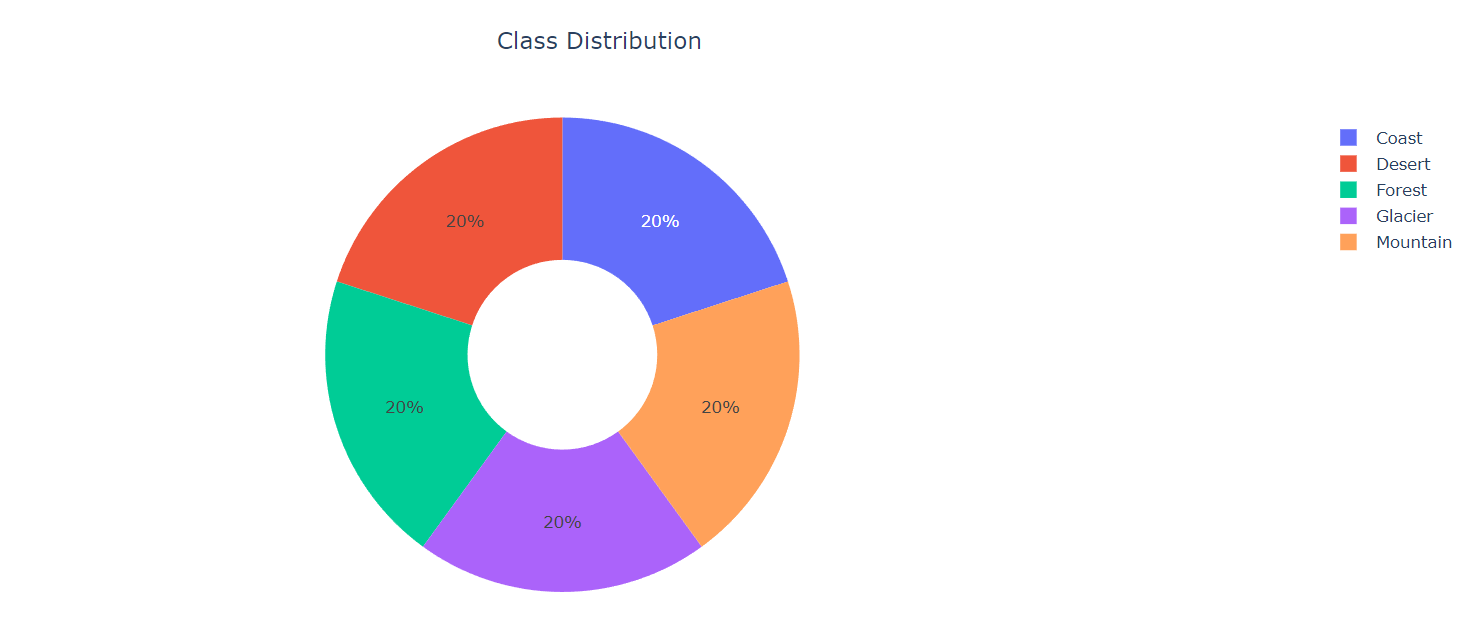 Class Distribution
20%
20%
20%
20%
20%
Coast
Desert
Forest
Glacier
Mountain